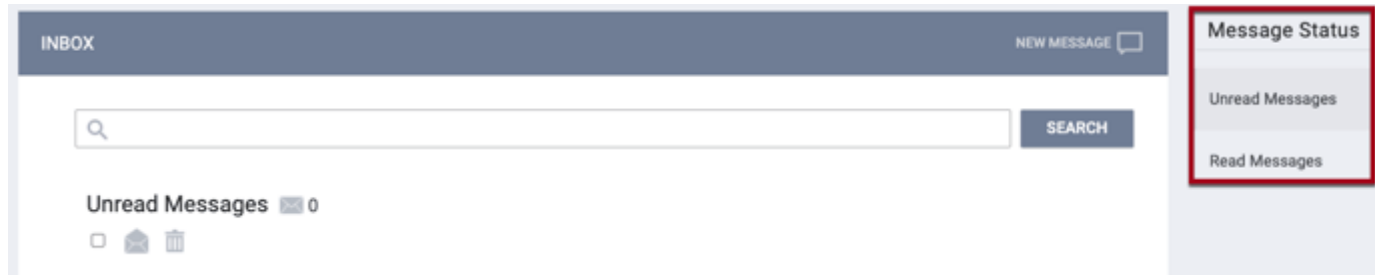 INBOX
NEW MESSAGE
SEARCH
Unread Messages 0
Message Status
Unread Messages
Read Messages